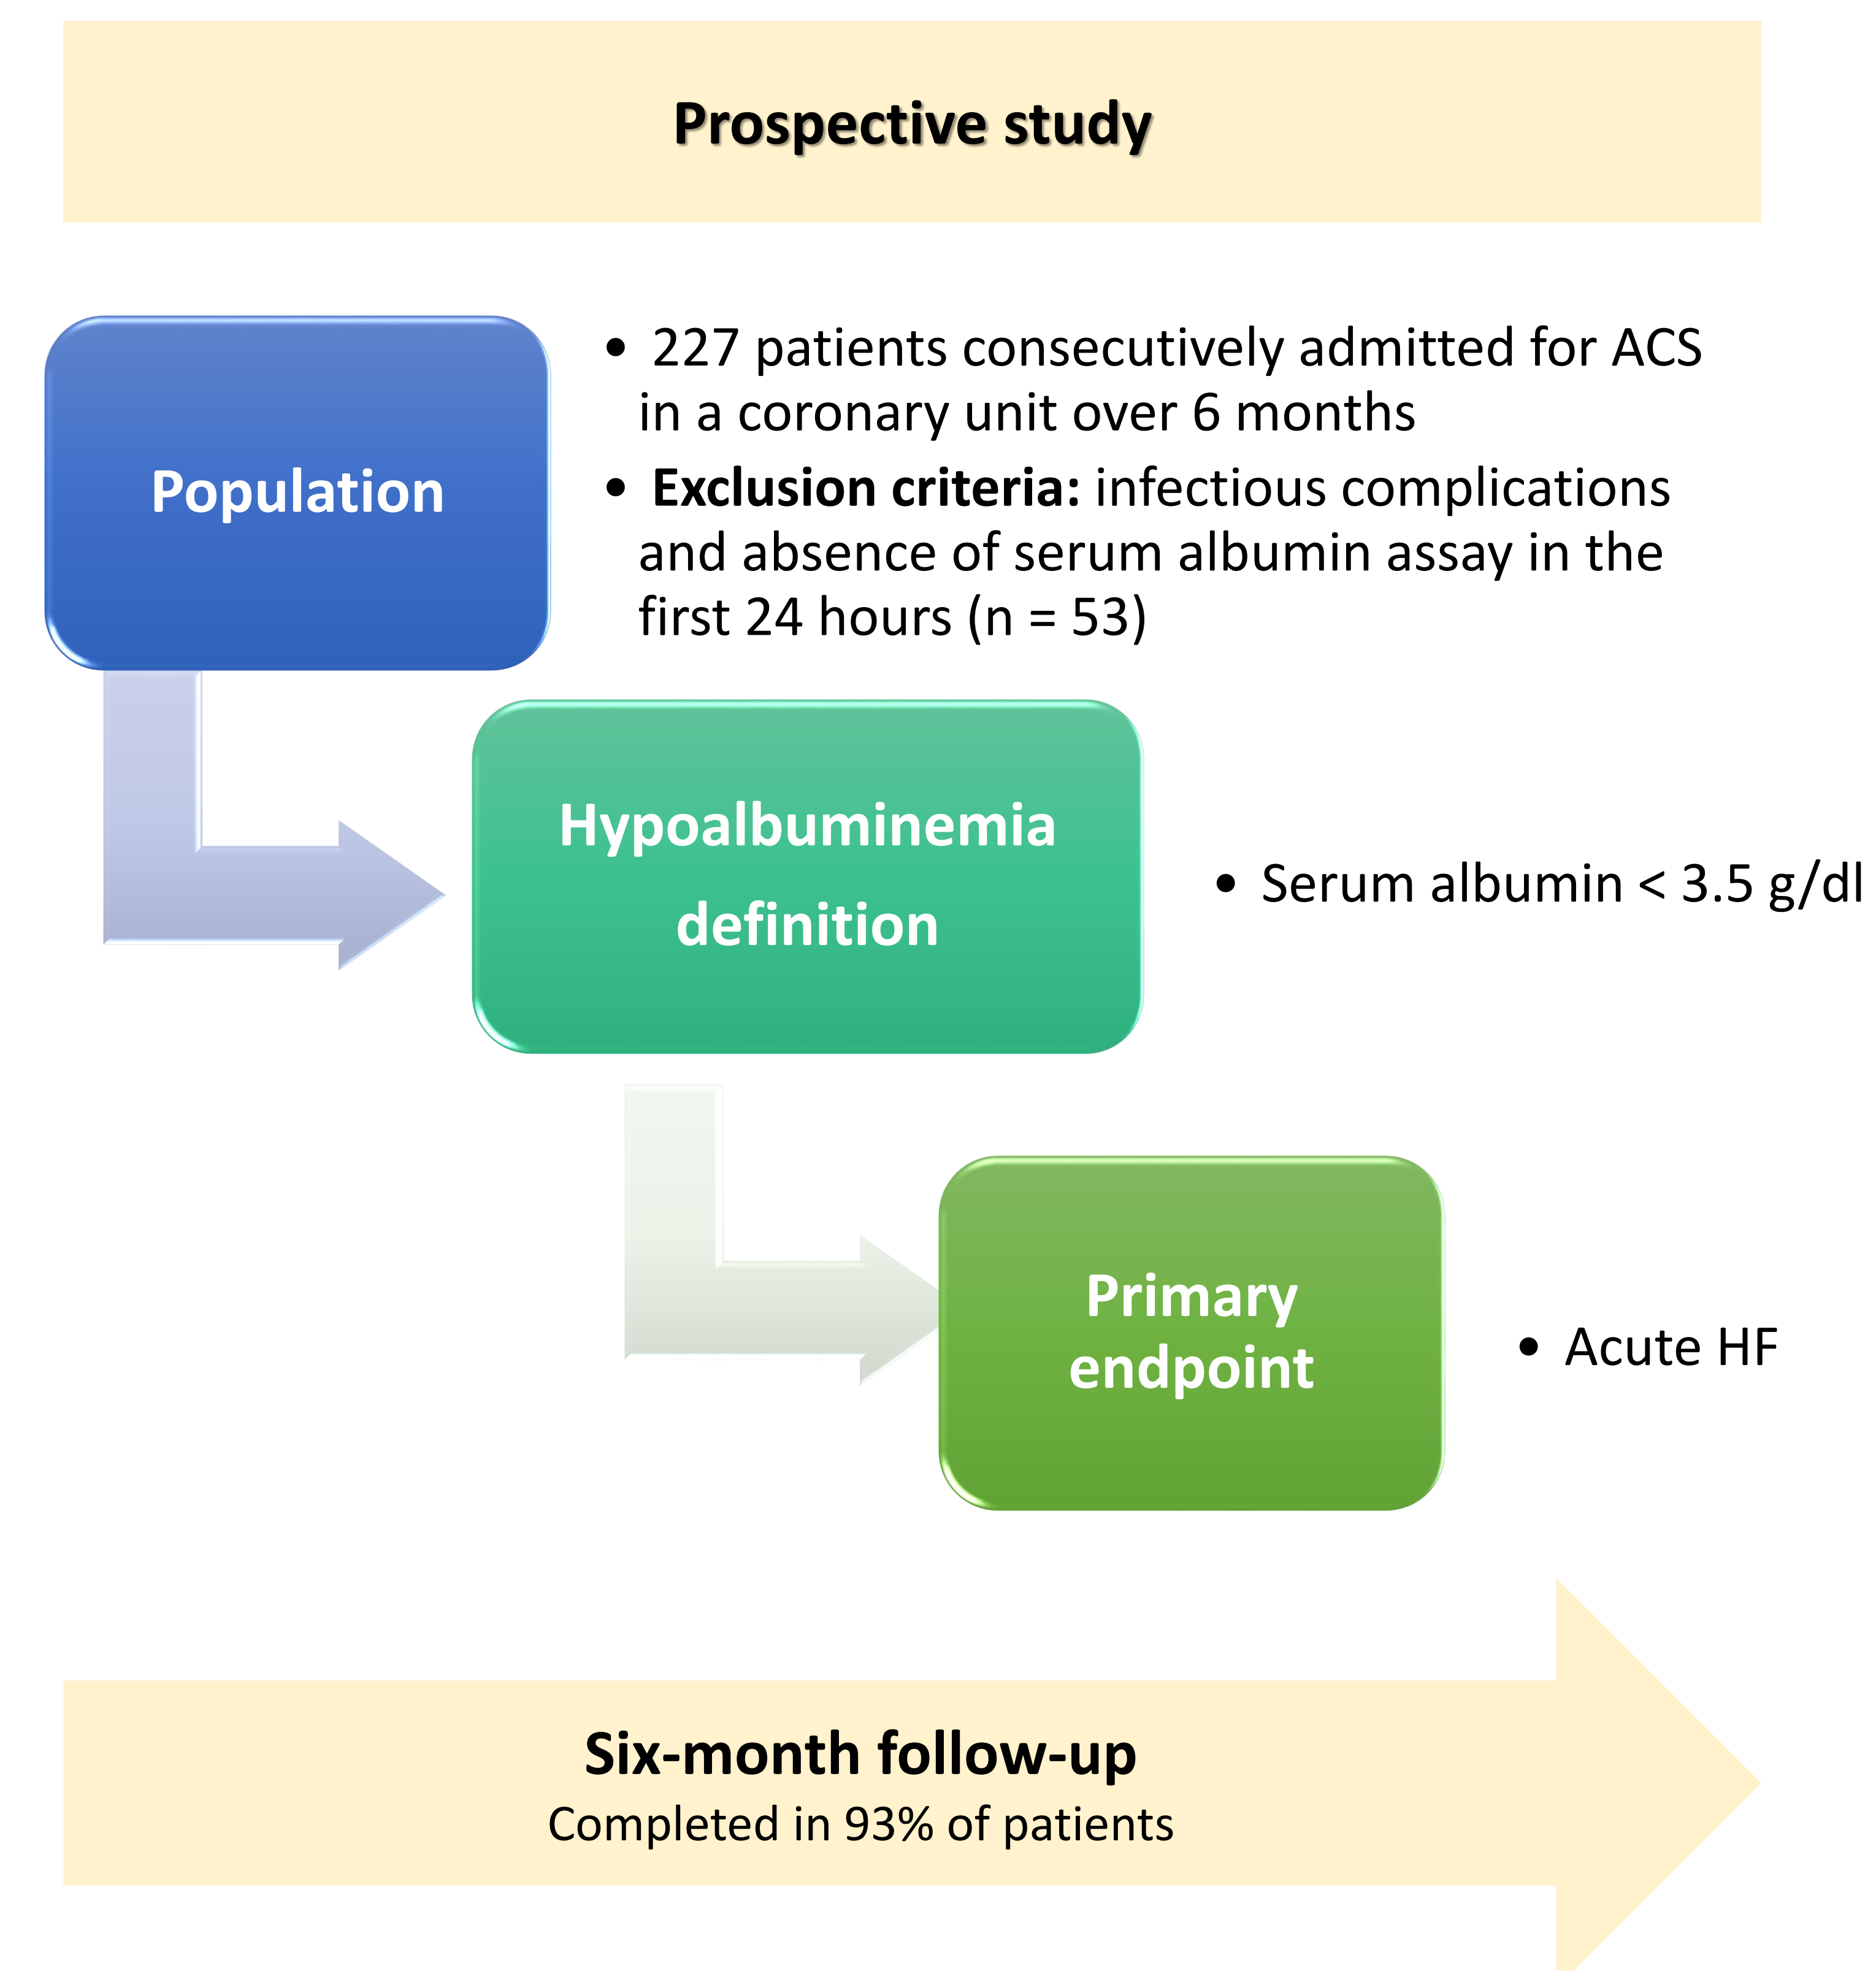 Prospective study
Population
• 227 patients consecutively admitted for ACS
in a coronary unit over 6 months
• Exclusion criteria: infectious complications
and absence of serum albumin assay in the
first 24 hours (n = 53)
Hypoalbuminemia
definition
• Serum albumin < 3.5 g/dl
Primary
endpoint
• Acute HF
Six-month follow-up
Completed in 93% of patients